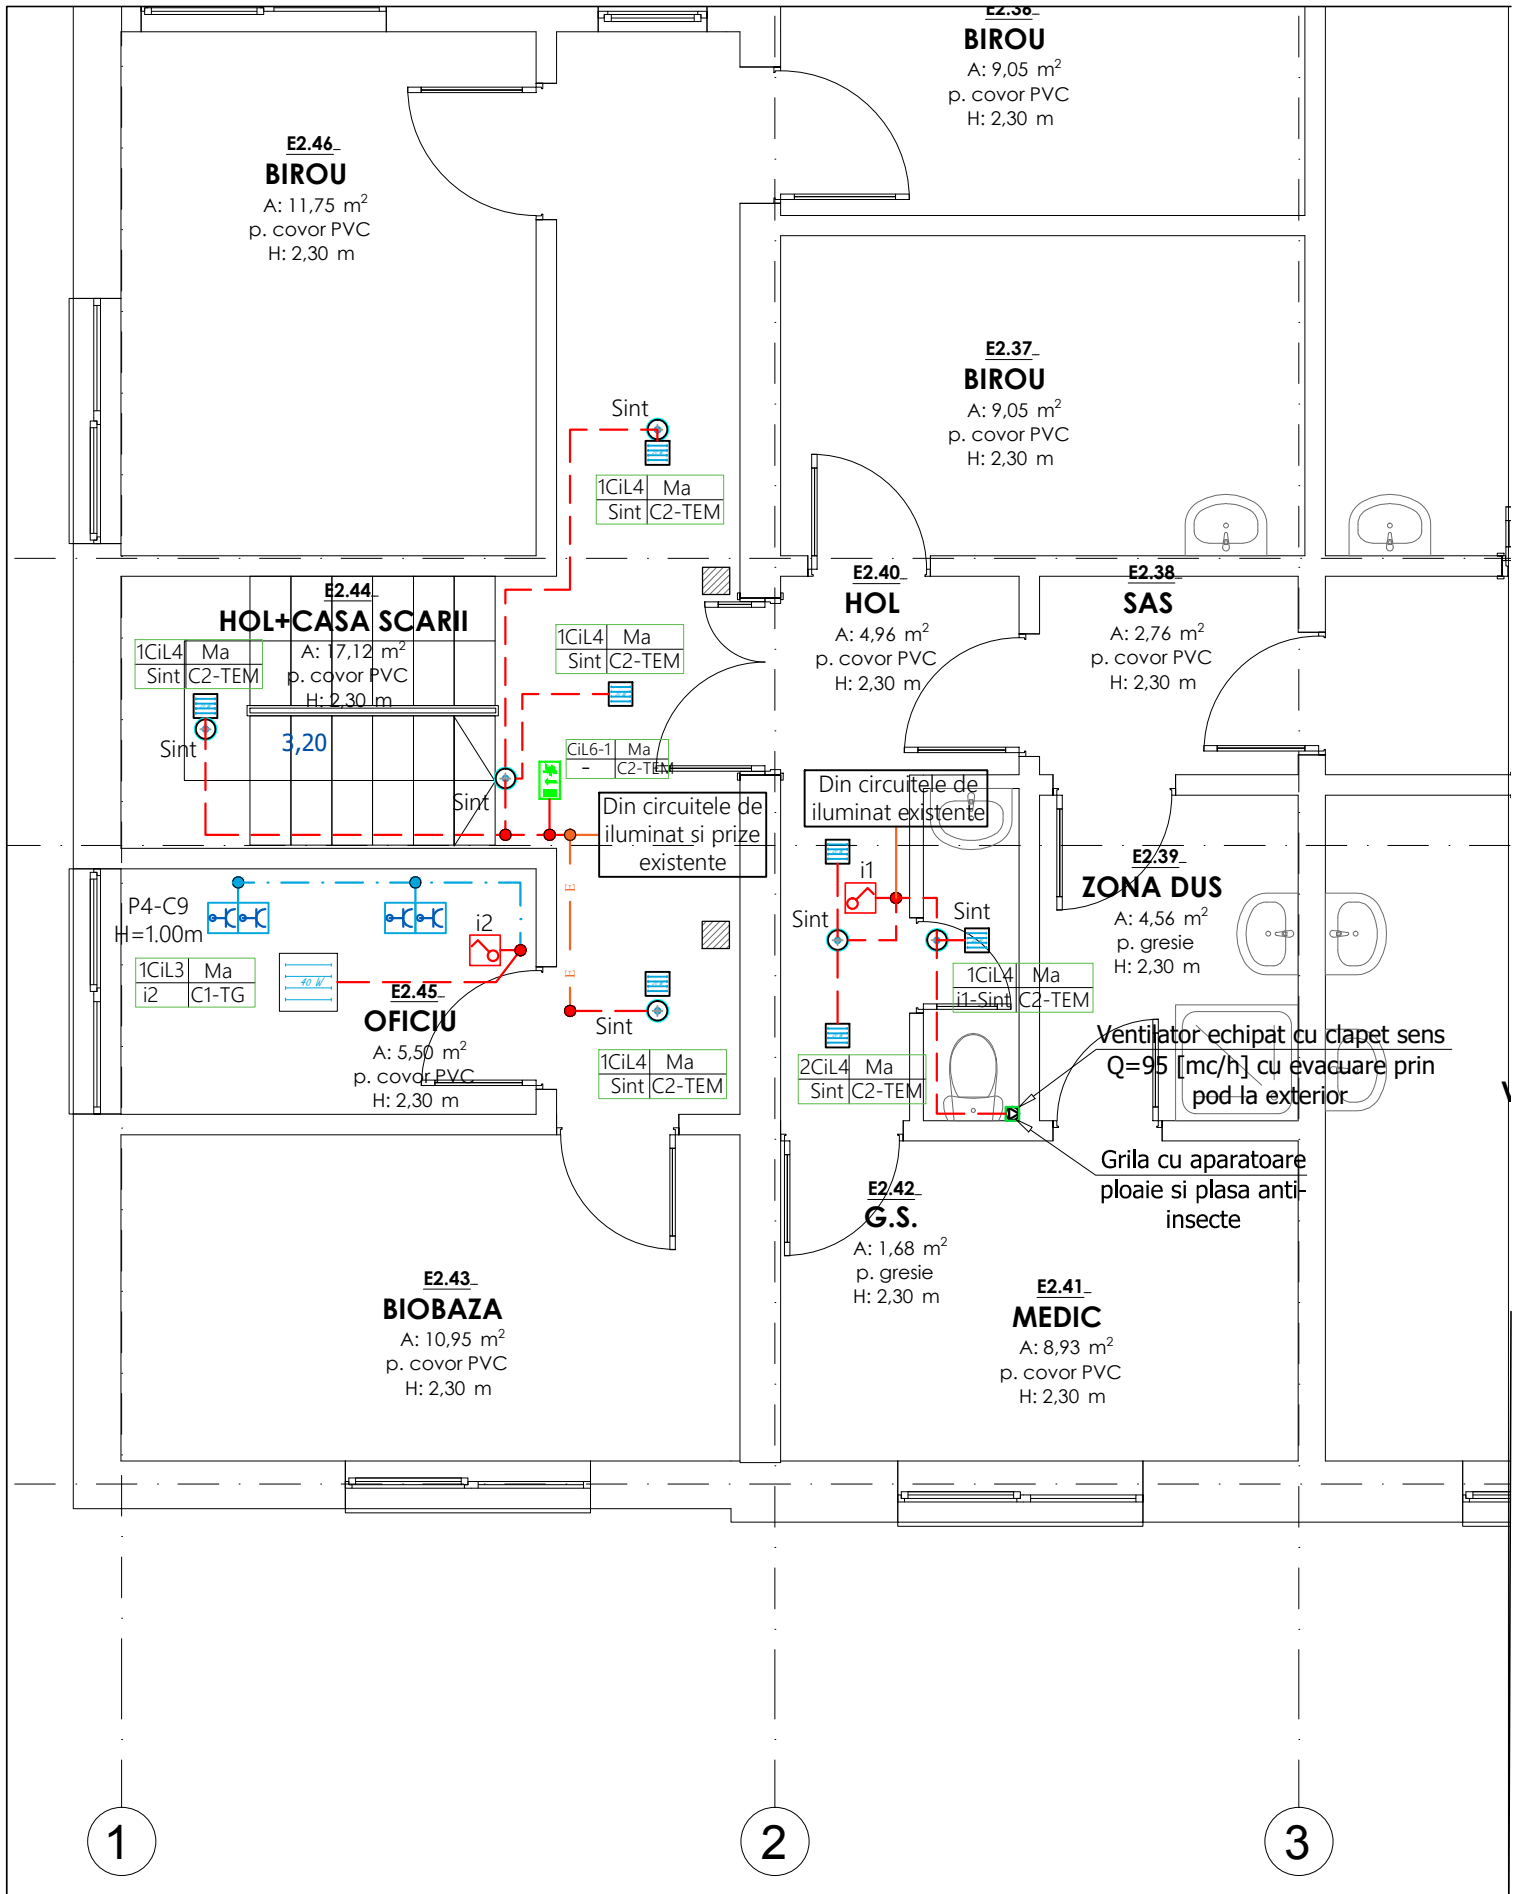 E2.36
BIROU
A: 9,05 m²
p. covor PVC
H: 2,30 m
E2.46
BIROU
A: 11,75 m²
p. covor PVC
H: 2,30 m
E2.37
BIROU
A: 9,05 m²
p. covor PVC
H: 2,30 m
Sint
1CiL4 Ma
Sint C2-TEM
E2.44
HOL+CASA SCARII
A: 17,12 m²
p. covor PVC
H: 2,30 m
1CiL4 Ma
Sint C2-TEM
Sint
3,20
1CiL4 Ma
Sint C2-TEM
CiL6-1 Ma
- C2-TEM
Sint
E2.40
HOL
A: 4,96 m²
p. covor PVC
H: 2,30 m
E2.38
SAS
A: 2,76 m²
p. covor PVC
H: 2,30 m
Din circuitele de
iluminat si prize
existente
Din circuitele de
iluminat existente
E2.39
ZONA DUS
A: 4,56 m²
p. gresie
H: 2,30 m
i1
Sint
Sint
P4-C9
H=1.00m
i2
1CiL3 Ma
i2 C1-TG
40 W
E2.45
OFICIU
A: 5,50 m²
p. covor PVC
H: 2,30 m
E
E
Sint
1CiL4 Ma
Sint C2-TEM
1CiL4 Ma
i1-Sint C2-TEM
2CiL4 Ma
Sint C2-TEM
Ventilator echipat cu clapet sens
Q=95 [mc/h] cu evacuare prin
pod la exterior
Grila cu aparatoare
ploaie si plasa anti-
insecte
E2.42
G.S.
A: 1,68 m²
p. gresie
H: 2,30 m
E2.43
BIOBAZA
A: 10,95 m²
p. covor PVC
H: 2,30 m
E2.41
MEDIC
A: 8,93 m²
p. covor PVC
H: 2,30 m
1
2
3